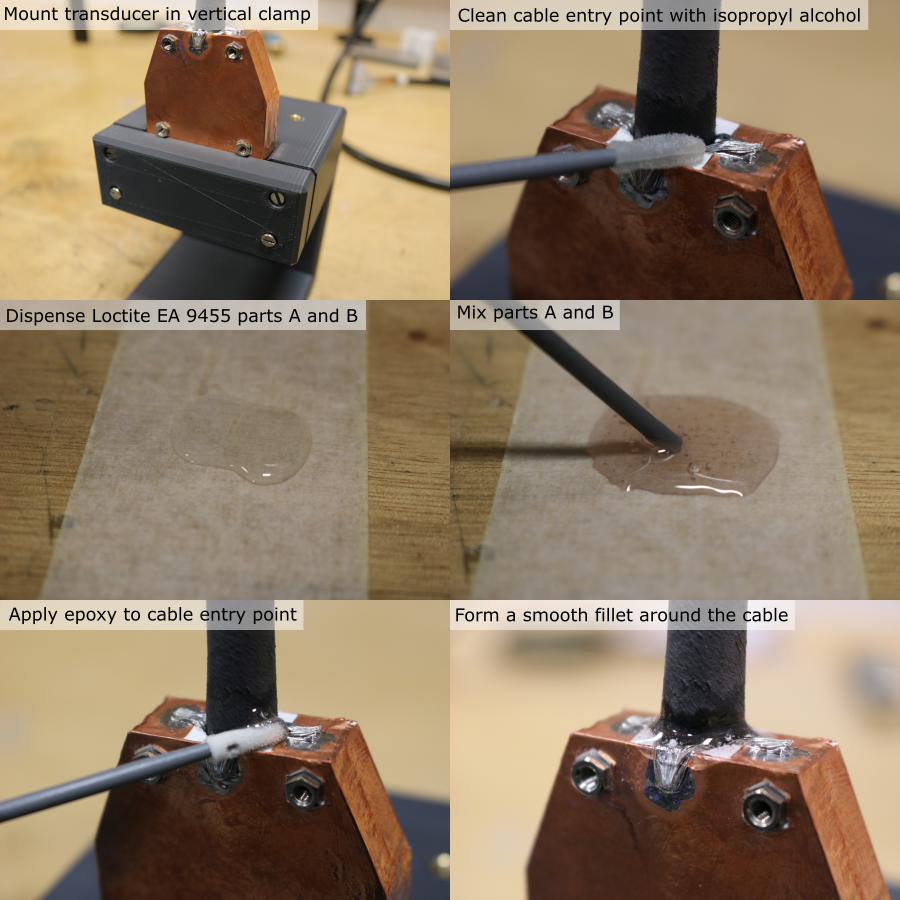 Mount transducer in vertical clamp
Clean cable entry point with isopropyl alcohol
Dispense Loctite EA 9455 parts A and B
Mix parts A and B
Apply epoxy to cable entry point
Form a smooth fillet around the cable